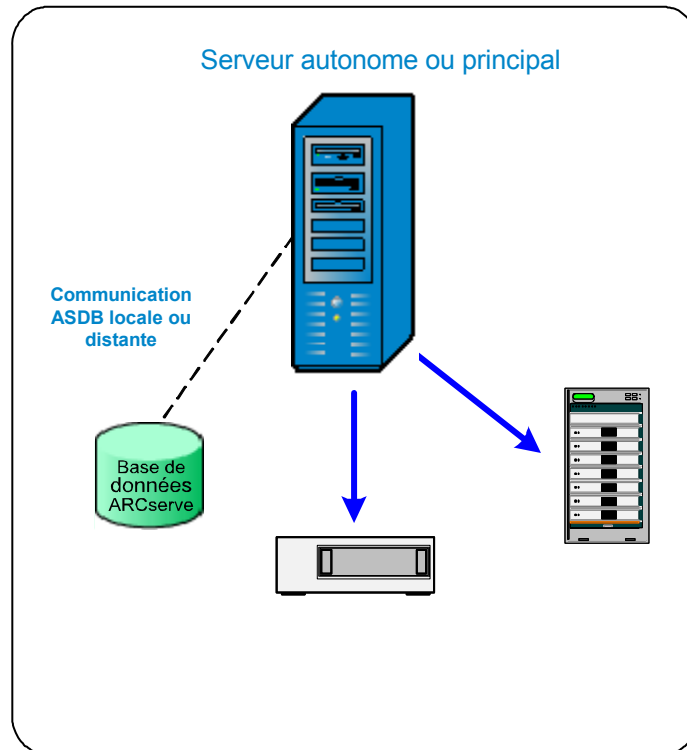 Serveur autonome ou principal
Communication
ASDB locale ou
distante
Base de
données
ARCserve